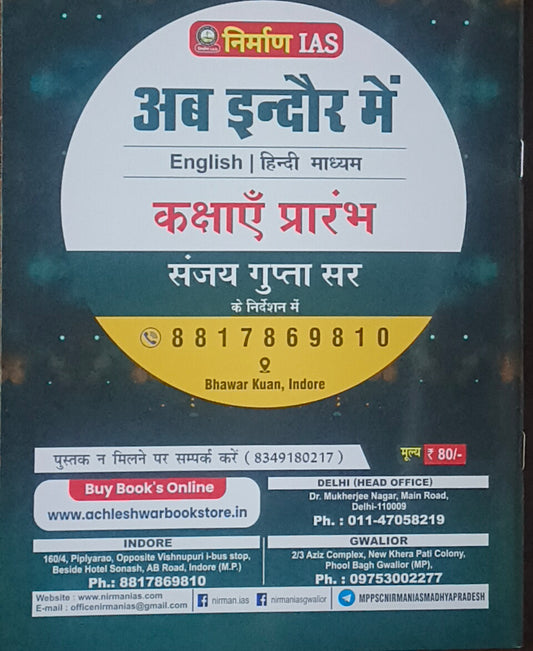 निर्माण IAS
अब इन्दौर में
English | हिन्दी माध्यम
कक्षाएँ प्रारंभ
संजय गुप्ता सर
के निर्देशन में
8817869810
Bhawar Kuan, Indore
पुस्तक न मिलने पर सम्पर्क करें ( 8349180217 )
मूल्य ₹ 80/-
Buy Book's Online
www.achleshwarbookstore.in
DELHI (HEAD OFFICE)
Dr. Mukherjee Nagar, Main Road,
Delhi-110009
Ph. : 011-47058219
INDORE
160/4, Piplyarao, Opposite Vishnupuri i-bus stop,
Beside Hotel Sonash, AB Road, Indore (M.P.)
Ph.: 8817869810
GWALIOR
2/3 Aziz Complex, New Khera Pati Colony,
Phool Bagh Gwalior (MP),
Ph. : 09753002277
Website : www.nirmanias.com
E-mail : officenirmanias@gmail.com
nirman.ias
nirmaniasgwalior
MPPSCNIRMANIASMADHYAPRADESH